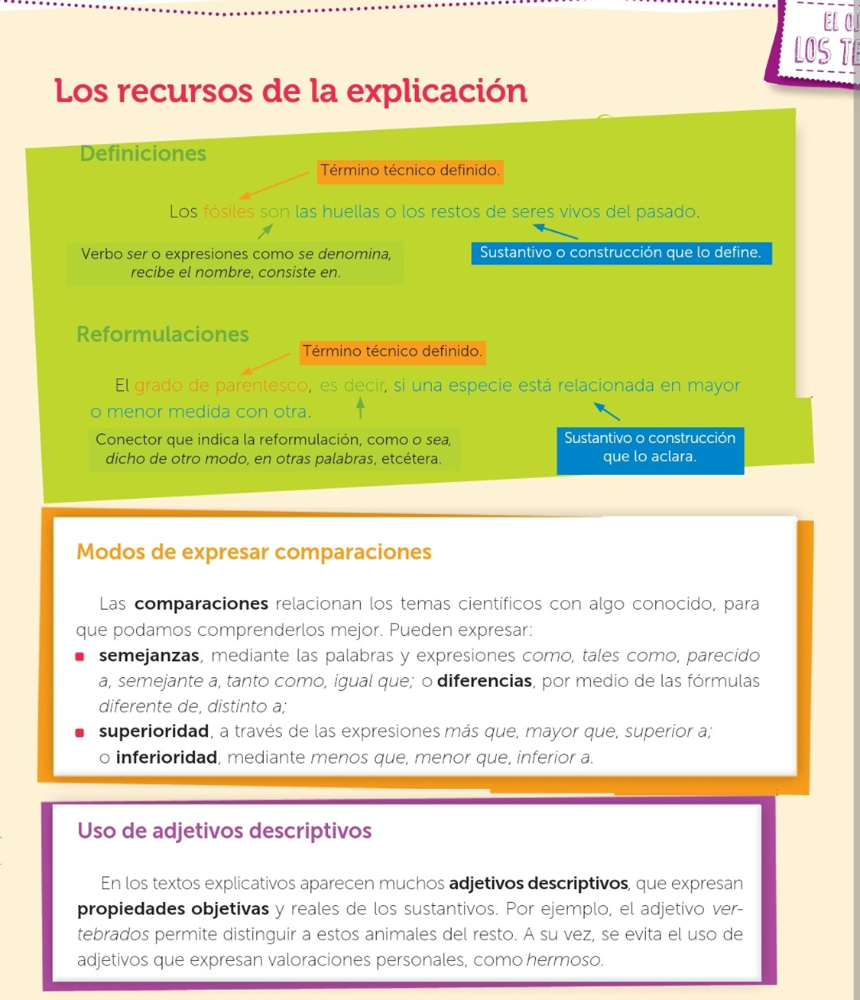 EL
LOS
Los recursos de la explicación
Definiciones
Término técnico definido.
Los fósiles son las huellas o los restos de seres vivos del pasado.
Verbo ser o expresiones como se denomina,
recibe el nombre, consiste en.
Sustantivo o construcción que lo define.
Reformulaciones
Término técnico definido.
El grado de parentesco, es decir, si una especie está relacionada en mayor
o menor medida con otra.
Conector que indica la reformulación, como o sea,
dicho de otro modo, en otras palabras, etcétera.
Sustantivo o construcción
que lo aclara.
Modos de expresar comparaciones
Las comparaciones relacionan los temas científicos con algo conocido, para
que podamos comprenderlos mejor. Pueden expresar:
semejanzas, mediante las palabras y expresiones como, tales como, parecido
a, semejante a, tanto como, igual que; o diferencias, por medio de las fórmulas
diferente de, distinto a;
superioridad, a través de las expresiones más que, mayor que, superior a;
o inferioridad, mediante menos que, menor que, inferior a.
Uso de adjetivos descriptivos
En los textos explicativos aparecen muchos adjetivos descriptivos, que expresan
propiedades objetivas y reales de los sustantivos. Por ejemplo, el adjetivo ver-
tebrados permite distinguir a estos animales del resto. A su vez, se evita el uso de
adjetivos que expresan valoraciones personales, como hermoso.